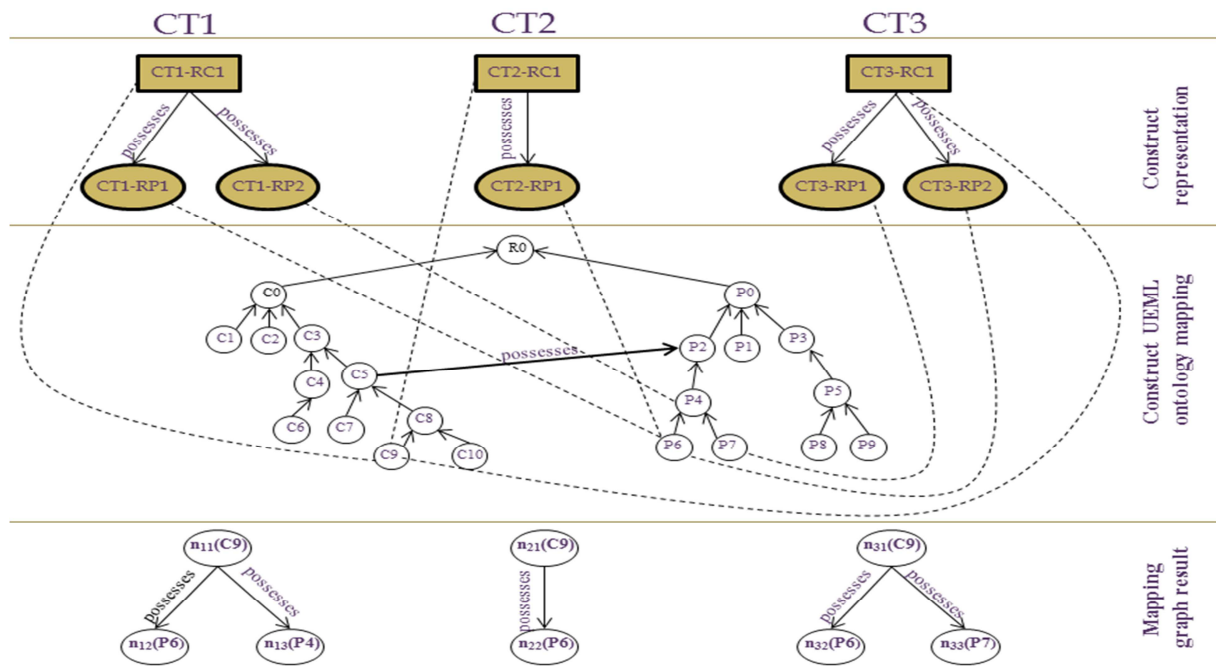 CT1 CT2 CT3
CT1-RC1 CT2-RC1 CT3-RC1
possesses possesses possesses possesses possesses
CT1-RP1 CT1-RP2 CT2-RP1 CT3-RP1 CT3-RP2
Construct
representation
R0
C0 P0
C1 C2 C3 P2 P1 P3
possesses
C4 C5 P4 P5
C6 C7 C8 P6 P7 P8 P9
C9 C10
Construct UEML
ontology mapping
n11(C9) n21(C9) n31(C9)
possesses possesses possesses possesses possesses
n12(P6) n13(P4) n22(P6) n32(P6) n33(P7)
Mapping
graph result